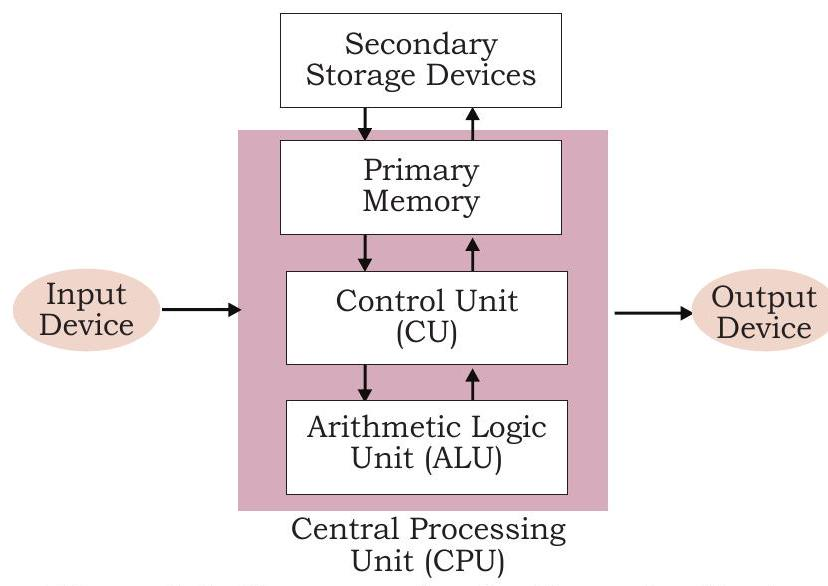 Secondary
Storage Devices
Primary
Memory
Input
Device
Control Unit
(CU)
Output
Device
Arithmetic Logic
Unit (ALU)
Central Processing
Unit (CPU)